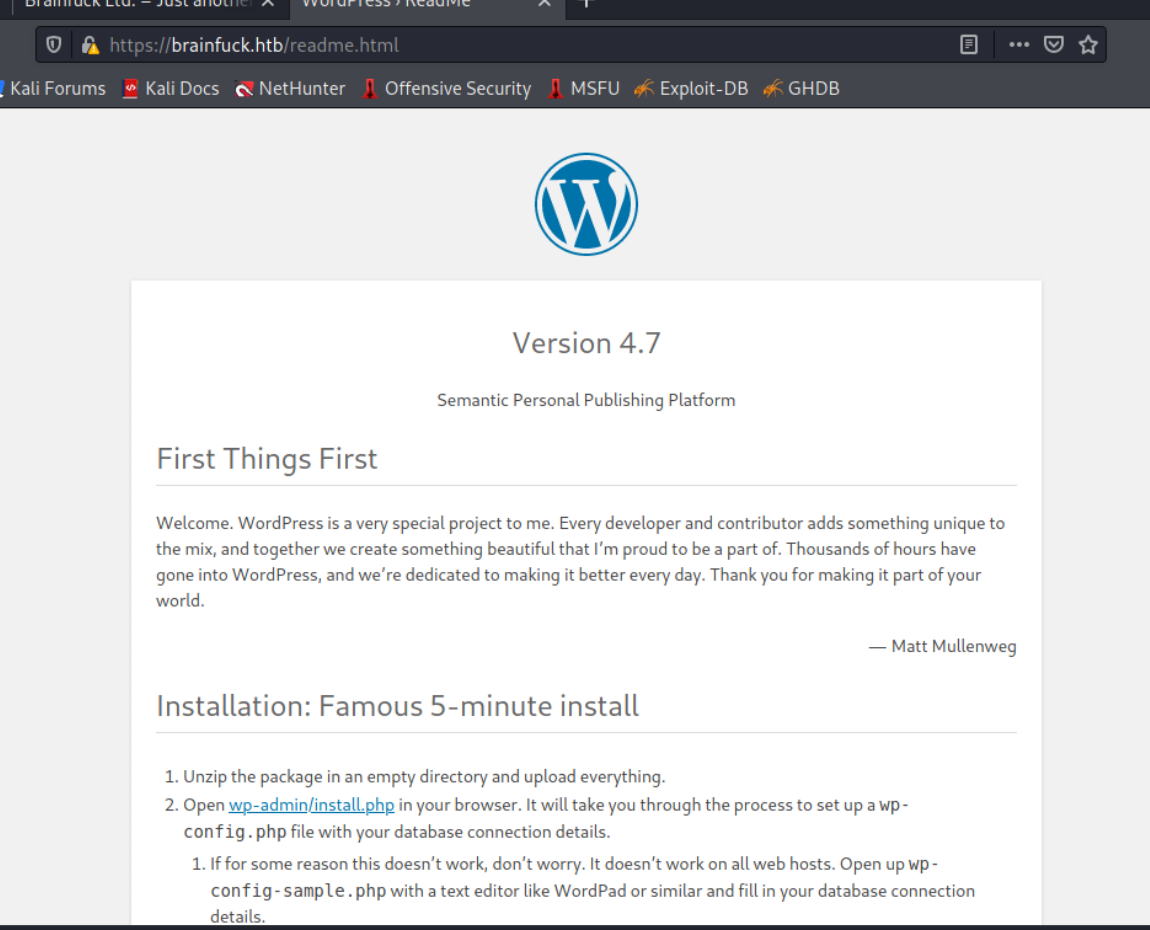 Brainfuck Ltd. – Just another
WordPress › ReadMe
https://brainfuck.htb/readme.html
Kali Forums Kali Docs NetHunter Offensive Security MSFU Exploit-DB GHDB
Version 4.7
Semantic Personal Publishing Platform
First Things First
Welcome. WordPress is a very special project to me. Every developer and contributor adds something unique to
the mix, and together we create something beautiful that I’m proud to be a part of. Thousands of hours have
gone into WordPress, and we’re dedicated to making it better every day. Thank you for making it part of your
world.
— Matt Mullenweg
Installation: Famous 5-minute install
1. Unzip the package in an empty directory and upload everything.
2. Open wp-admin/install.php in your browser. It will take you through the process to set up a wp-
config.php file with your database connection details.
1. If for some reason this doesn’t work, don’t worry. It doesn’t work on all web hosts. Open up wp-
config-sample.php with a text editor like WordPad or similar and fill in your database connection
details.